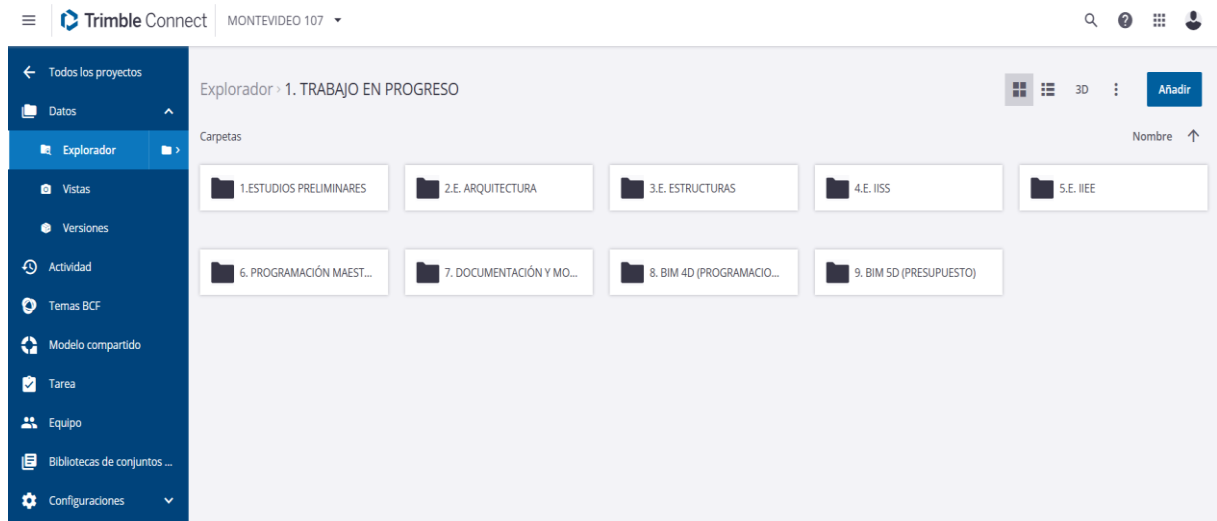 Trimble Connect MONTEVIDEO 107
Todos los proyectos
Datos
Explorador
Vistas
Versiones
Actividad
Temas BCF
Modelo compartido
Tarea
Equipo
Bibliotecas de conjuntos ...
Configuraciones
Explorador › 1. TRABAJO EN PROGRESO
3D
Añadir
Carpetas
Nombre
1.ESTUDIOS PRELIMINARES
2.E. ARQUITECTURA
3.E. ESTRUCTURAS
4.E. IISS
5.E. IIEE
6. PROGRAMACIÓN MAEST...
7. DOCUMENTACIÓN Y MO...
8. BIM 4D (PROGRAMACIO...
9. BIM 5D (PRESUPUESTO)